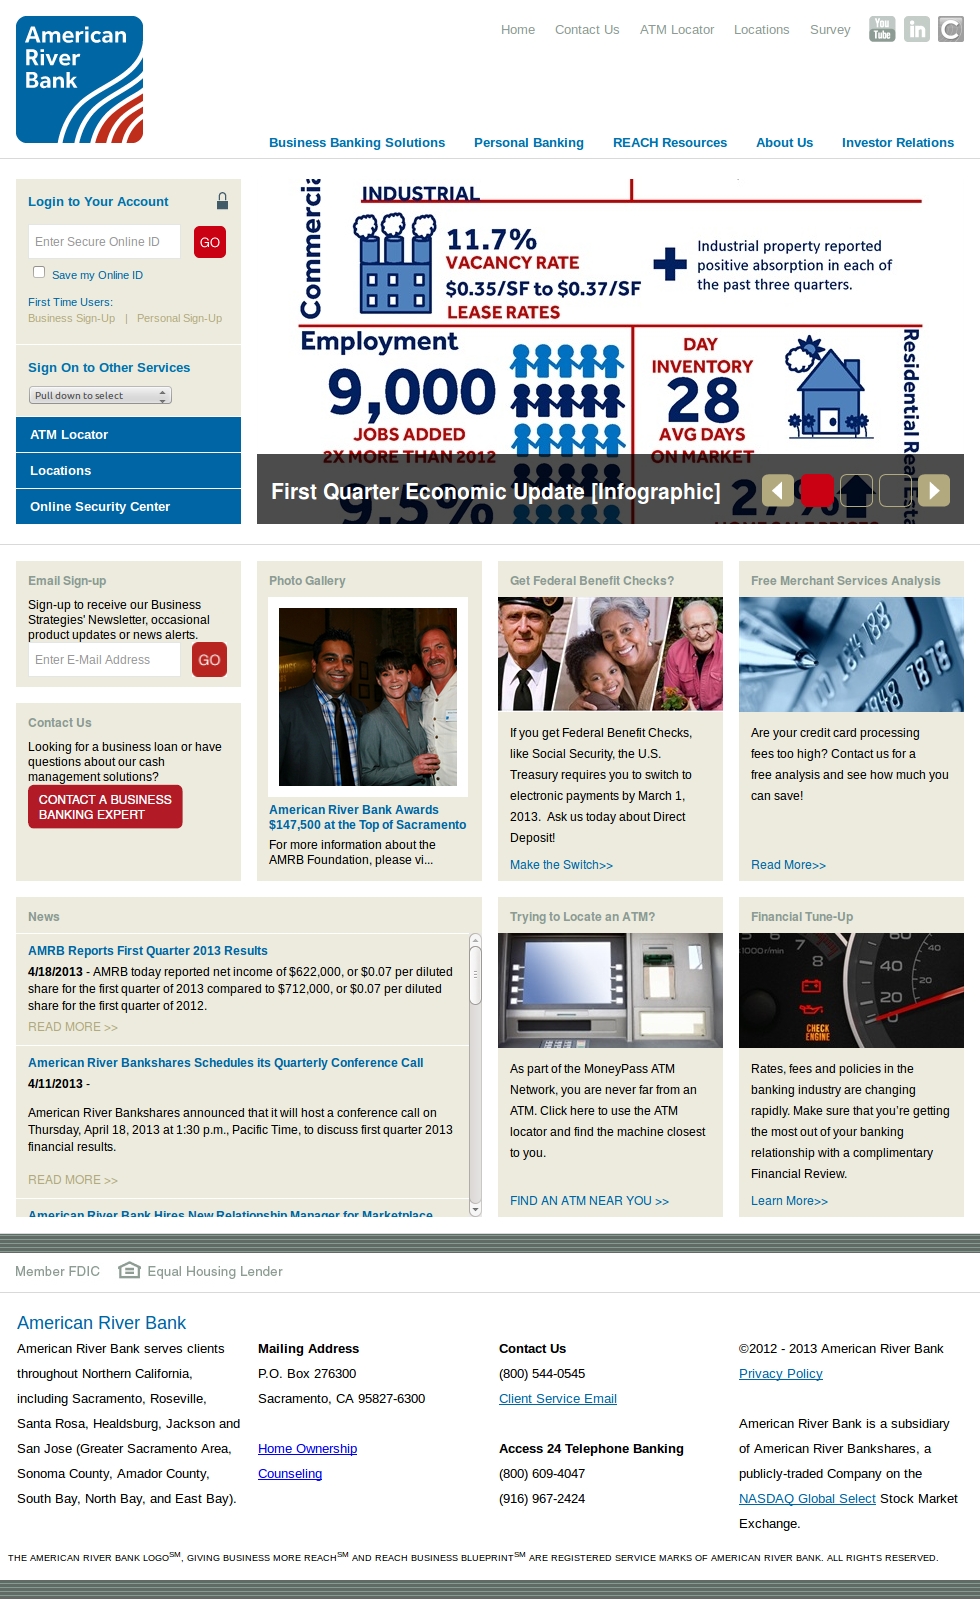 American
River
Bank
Home Contact Us ATM Locator Locations Survey
You
Tube
in
Business Banking Solutions Personal Banking REACH Resources About Us Investor Relations
Login to Your Account
Enter Secure Online ID GO
Save my Online ID
First Time Users:
Business Sign-Up | Personal Sign-Up
Sign On to Other Services
Pull down to select
ATM Locator
Locations
Online Security Center
Commercia
INDUSTRIAL
11.7%
VACANCY RATE
$0.35/SF to $0.37/SF
LEASE RATES
Industrial property reported
positive absorption in each of
the past three quarters.
Employment
9,000
JOBS ADDED
2X MORE THAN 2012
9.5%
DAY
INVENTORY
28
AVG DAYS
ON MARKET
Residential Real Esta
First Quarter Economic Update [Infographic]
Email Sign-up
Sign-up to receive our Business
Strategies' Newsletter, occasional
product updates or news alerts.
Enter E-Mail Address GO
Contact Us
Looking for a business loan or have
questions about our cash
management solutions?
CONTACT A BUSINESS
BANKING EXPERT
Photo Gallery
American River Bank Awards
$147,500 at the Top of Sacramento
For more information about the
AMRB Foundation, please vi...
Get Federal Benefit Checks?
If you get Federal Benefit Checks,
like Social Security, the U.S.
Treasury requires you to switch to
electronic payments by March 1,
2013. Ask us today about Direct
Deposit!
Make the Switch>>
Free Merchant Services Analysis
Are your credit card processing
fees too high? Contact us for a
free analysis and see how much you
can save!
Read More>>
News
AMRB Reports First Quarter 2013 Results
4/18/2013 - AMRB today reported net income of $622,000, or $0.07 per diluted
share for the first quarter of 2013 compared to $712,000, or $0.07 per diluted
share for the first quarter of 2012.
READ MORE >>
American River Bankshares Schedules its Quarterly Conference Call
4/11/2013 -
American River Bankshares announced that it will host a conference call on
Thursday, April 18, 2013 at 1:30 p.m., Pacific Time, to discuss first quarter 2013
financial results.
READ MORE >>
American River Bank Hires New Relationship Manager for Marketplace
Trying to Locate an ATM?
As part of the MoneyPass ATM
Network, you are never far from an
ATM. Click here to use the ATM
locator and find the machine closest
to you.
FIND AN ATM NEAR YOU >>
Financial Tune-Up
CHECK
ENGINE
Rates, fees and policies in the
banking industry are changing
rapidly. Make sure that you're getting
the most out of your banking
relationship with a complimentary
Financial Review.
Learn More>>
Member FDIC Equal Housing Lender
American River Bank
American River Bank serves clients
throughout Northern California,
including Sacramento, Roseville,
Santa Rosa, Healdsburg, Jackson and
San Jose (Greater Sacramento Area,
Sonoma County, Amador County,
South Bay, North Bay, and East Bay).
Mailing Address
P.O. Box 276300
Sacramento, CA 95827-6300
Home Ownership
Counseling
Contact Us
(800) 544-0545
Client Service Email
Access 24 Telephone Banking
(800) 609-4047
(916) 967-2424
©2012 - 2013 American River Bank
Privacy Policy
American River Bank is a subsidiary
of American River Bankshares, a
publicly-traded Company on the
NASDAQ Global Select Stock Market
Exchange.
THE AMERICAN RIVER BANK LOGO℠, GIVING BUSINESS MORE REACH℠ AND REACH BUSINESS BLUEPRINT℠ ARE REGISTERED SERVICE MARKS OF AMERICAN RIVER BANK. ALL RIGHTS RESERVED.